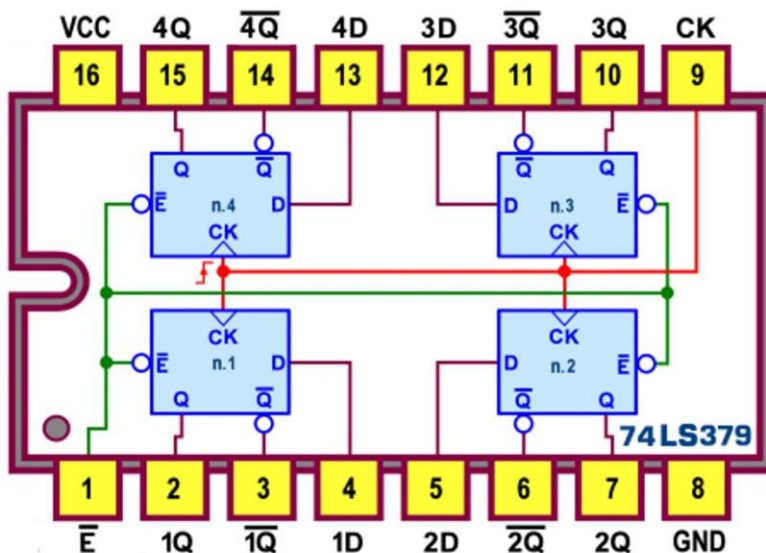 VCC 4Q 4Q̅ 4D 3D 3Q̅ 3Q CK
16 15 14 13 12 11 10 9
Q Q̅ Q̅ Q
E̅ n.4 D D n.3 E̅
CK CK
CK CK
E̅ n.1 D D n.2 E̅
Q Q̅ Q̅ Q
74LS379
1 2 3 4 5 6 7 8
E̅ 1Q 1Q̅ 1D 2D 2Q̅ 2Q GND